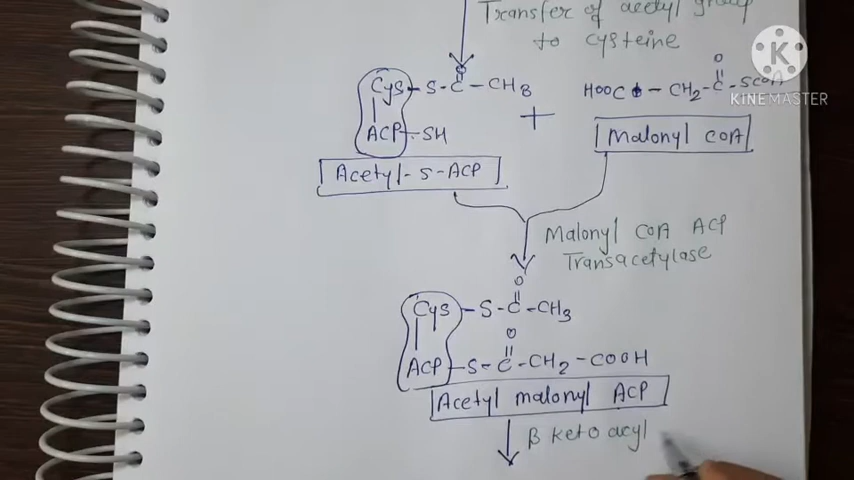 Transfer of acetyl group
to cysteine
O
Cys - S - C - CH3
ACP - SH
Acetyl - S - ACP
+
O
HOOC - CH2 - C - SCOA
Malonyl COA
KINEMASTER
Malonyl COA ACP
Transacetylase
O
Cys - S - C - CH3
O
ACP - S - C - CH2 - COOH
Acetyl malonyl ACP
β keto acyl